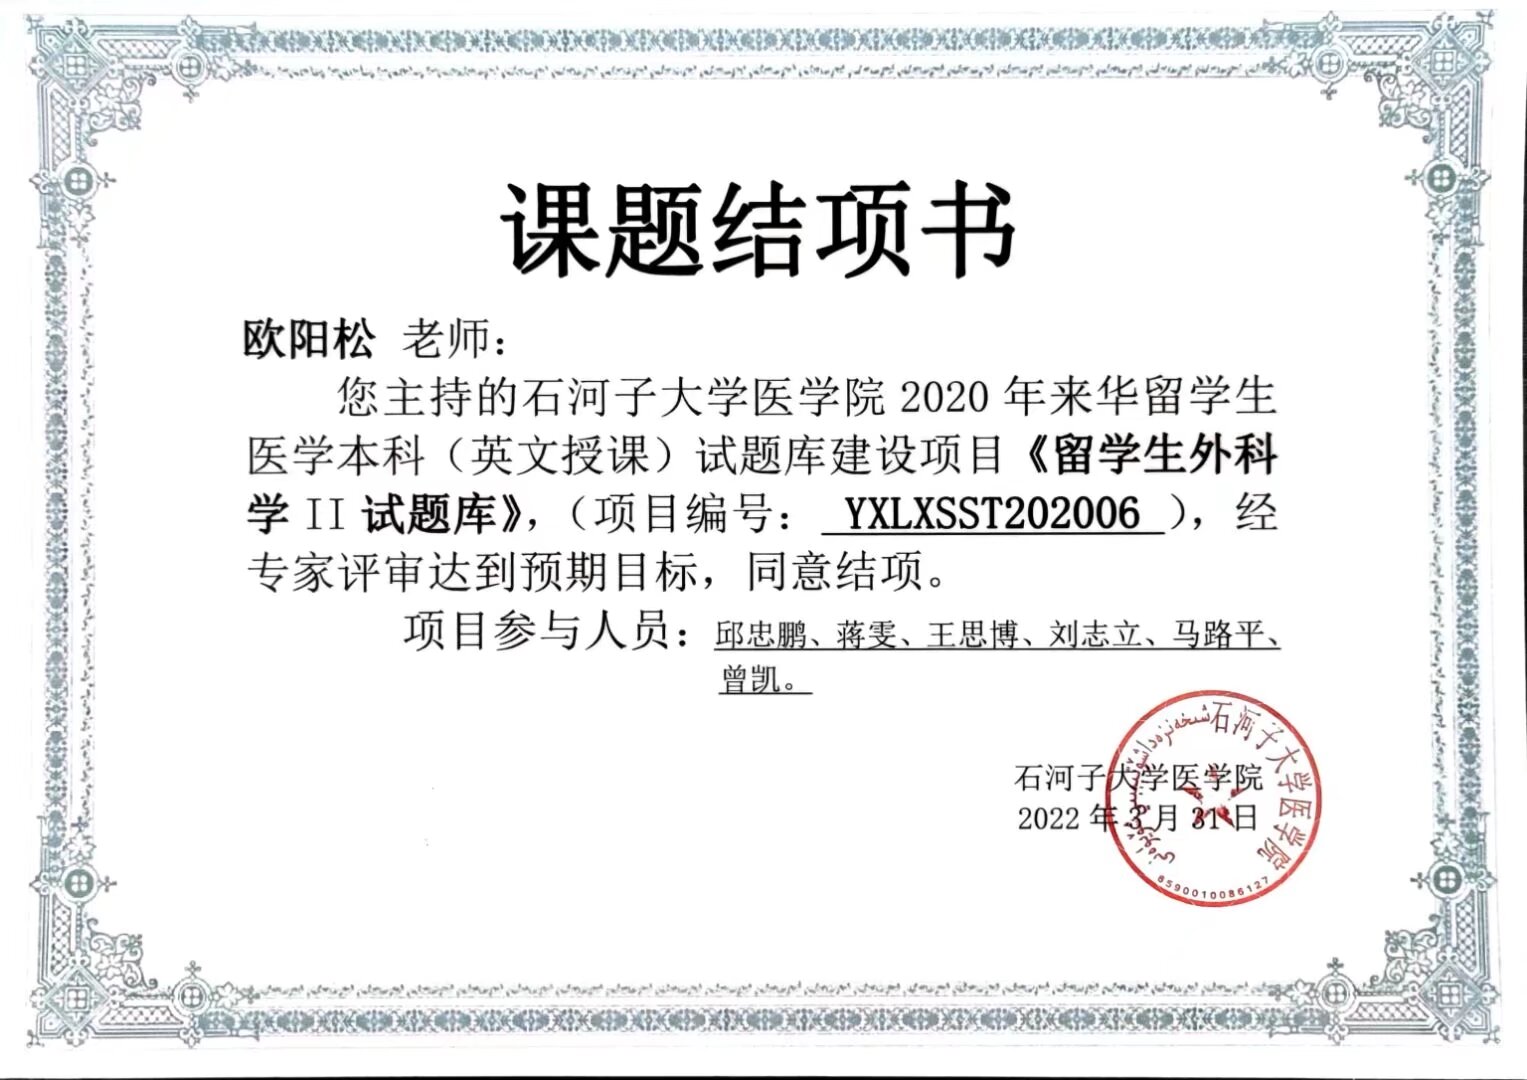 课题结项书
欧阳松 老师：
您主持的石河子大学医学院 2020 年来华留学生
医学本科（英文授课）试题库建设项目《留学生外科
学 II 试题库》，（项目编号： YXLXSST202006 ），经
专家评审达到预期目标，同意结项。
项目参与人员：邱忠鹏、蒋雯、王思博、刘志立、马路平、
曾凯。
石河子大学医学院
2022 年 3 月 31 日
石河子大学医学院
6590010086127